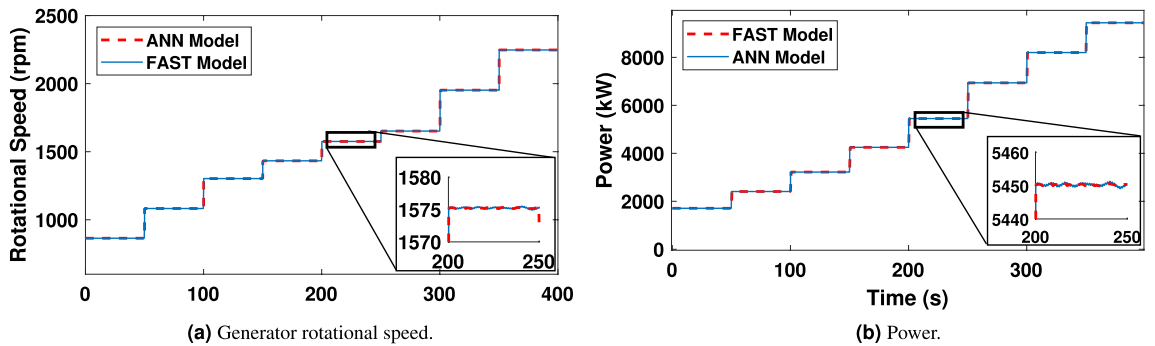 2500
2000
1500
1000
Rotational Speed (rpm)
ANN Model
FAST Model
1580
1575
1570
200 250
0 100 200 300 400
(a) Generator rotational speed.
8000
6000
4000
2000
0
Power (kW)
FAST Model
ANN Model
5460
5450
5440
200 250
0 100 200 300
Time (s)
(b) Power.